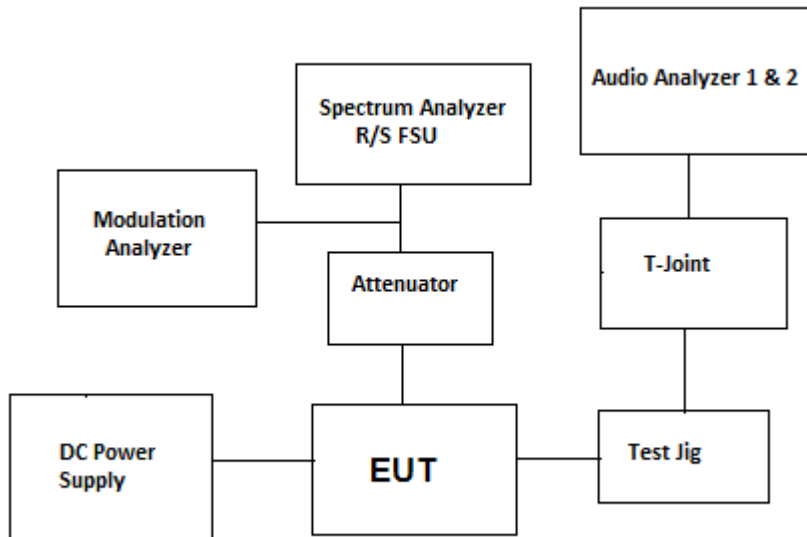 Audio Analyzer 1 & 2
Spectrum Analyzer
R/S FSU
Modulation
Analyzer
T-Joint
Attenuator
DC Power
Supply
EUT
Test Jig